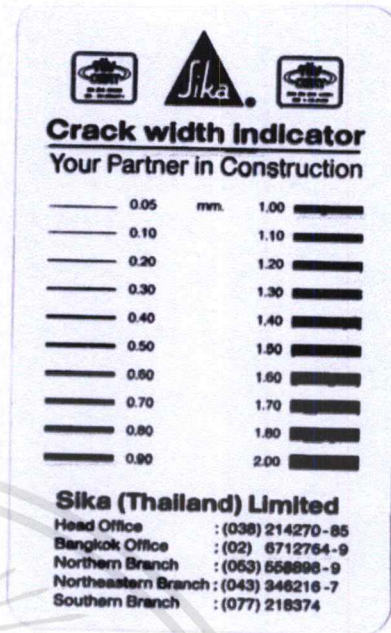 Sika
Crack width indicator
Your Partner in Construction
0.05 mm. 1.00
0.10 1.10
0.20 1.20
0.30 1.30
0.40 1.40
0.50 1.50
0.60 1.60
0.70 1.70
0.80 1.80
0.90 2.00
Sika (Thailand) Limited
Head Office : (038) 214270-85
Bangkok Office : (02) 6712764-9
Northern Branch : (053) 558898-9
Northeastern Branch : (043) 346216-7
Southern Branch : (077) 218374